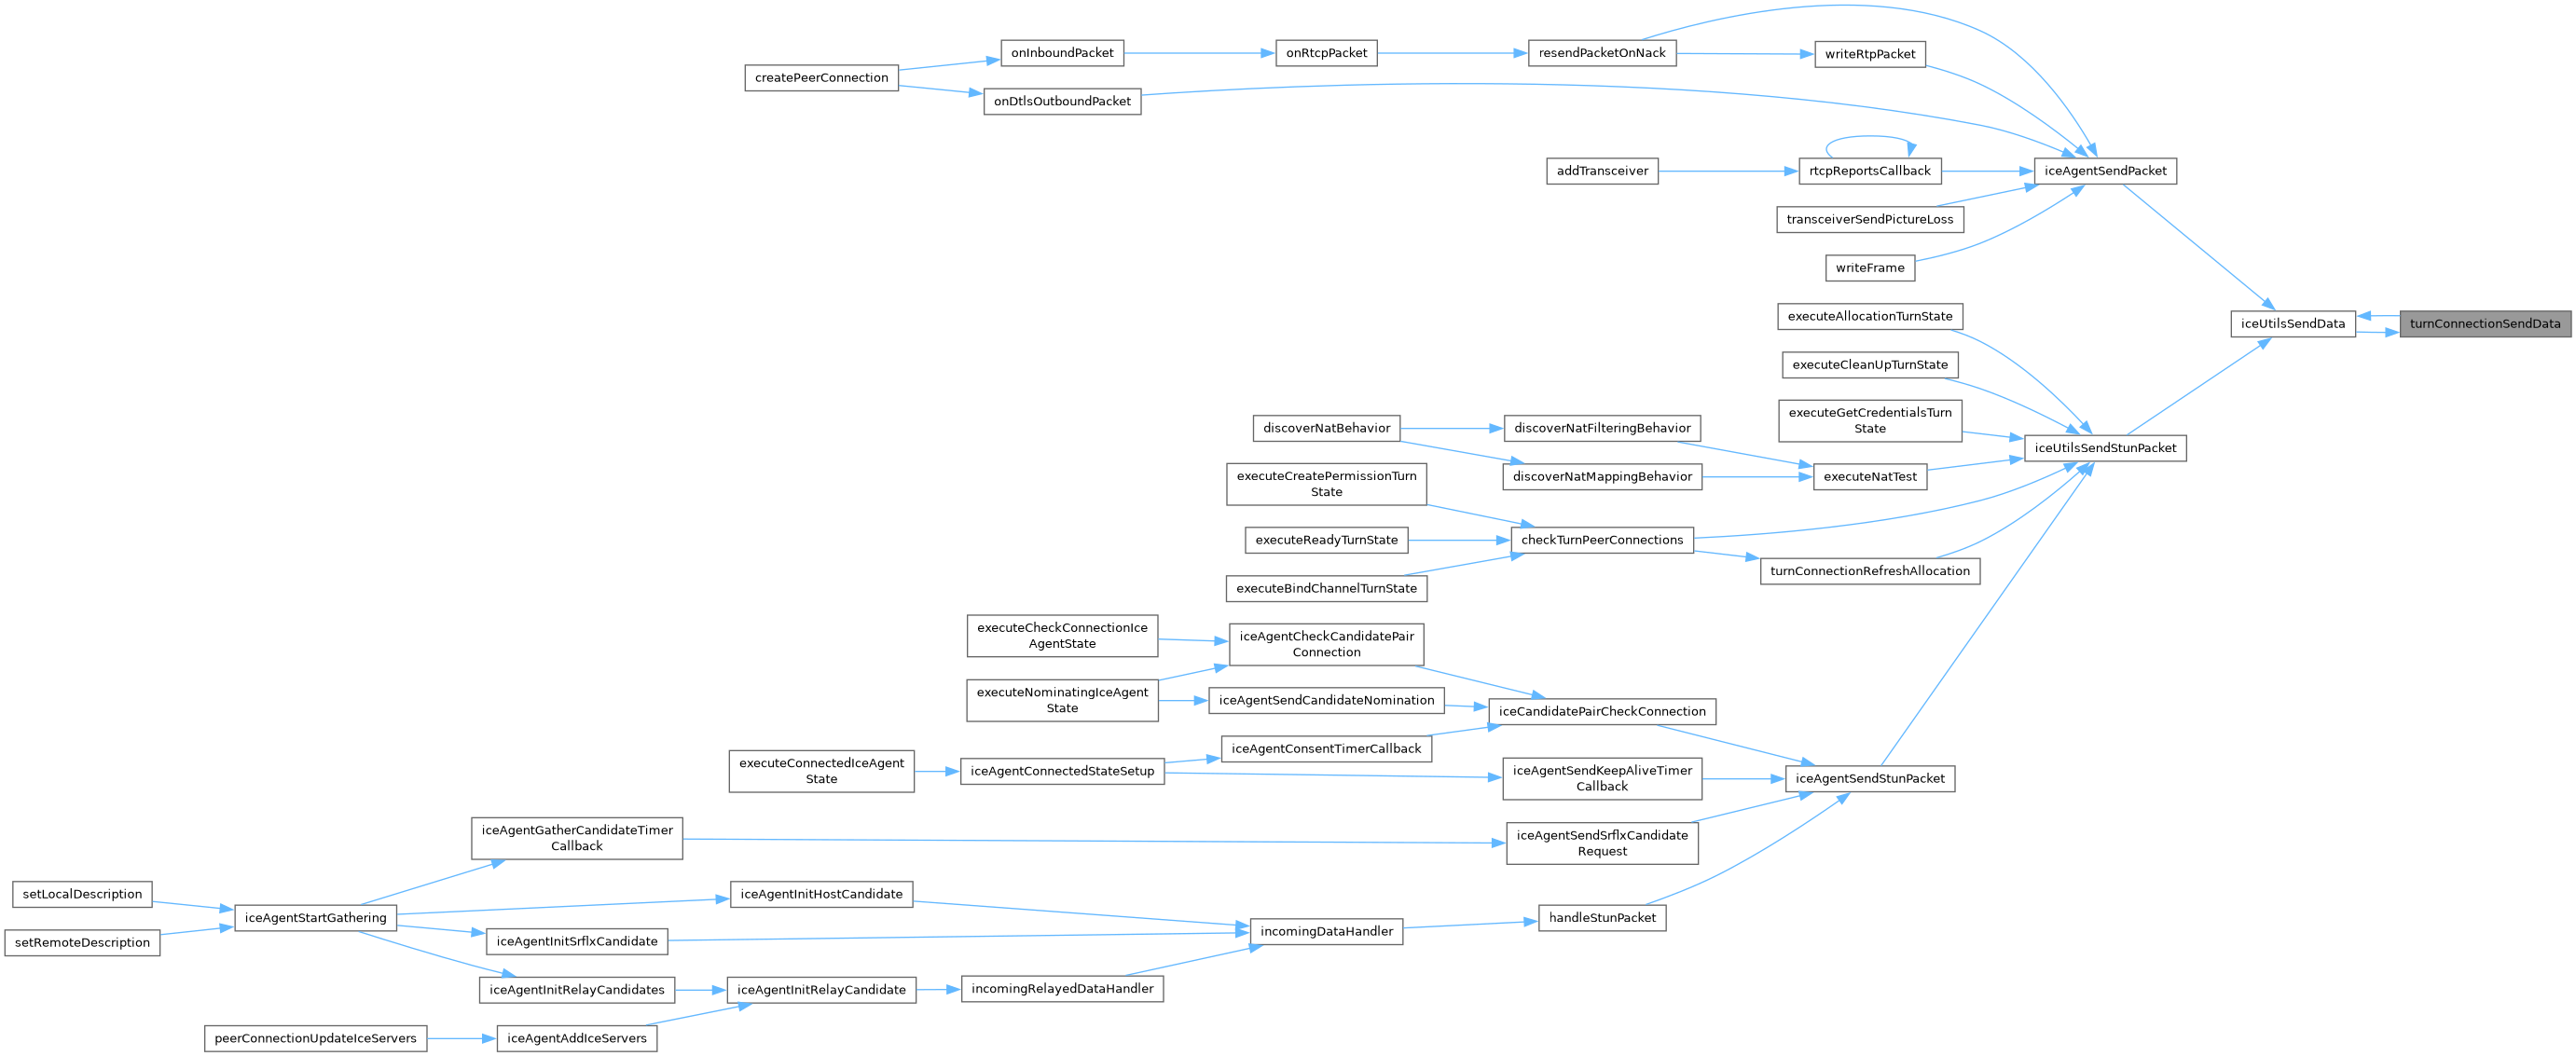 onInboundPacket
onRtcpPacket
resendPacketOnNack
writeRtpPacket
createPeerConnection
onDtlsOutboundPacket
addTransceiver
rtcpReportsCallback
iceAgentSendPacket
transceiverSendPictureLoss
writeFrame
executeAllocationTurnState
iceUtilsSendData
turnConnectionSendData
executeCleanUpTurnState
executeGetCredentialsTurn
State
discoverNatBehavior
discoverNatFilteringBehavior
iceUtilsSendStunPacket
executeCreatePermissionTurn
State
discoverNatMappingBehavior
executeNatTest
executeReadyTurnState
checkTurnPeerConnections
turnConnectionRefreshAllocation
executeBindChannelTurnState
executeCheckConnectionIce
AgentState
iceAgentCheckCandidatePair
Connection
executeNominatingIceAgent
State
iceAgentSendCandidateNomination
iceCandidatePairCheckConnection
iceAgentConsentTimerCallback
executeConnectedIceAgent
State
iceAgentConnectedStateSetup
iceAgentSendKeepAliveTimer
Callback
iceAgentSendStunPacket
iceAgentGatherCandidateTimer
Callback
iceAgentSendSrflxCandidate
Request
setLocalDescription
iceAgentStartGathering
iceAgentInitHostCandidate
handleStunPacket
setRemoteDescription
iceAgentInitSrflxCandidate
incomingDataHandler
iceAgentInitRelayCandidates
iceAgentInitRelayCandidate
incomingRelayedDataHandler
peerConnectionUpdateIceServers
iceAgentAddIceServers